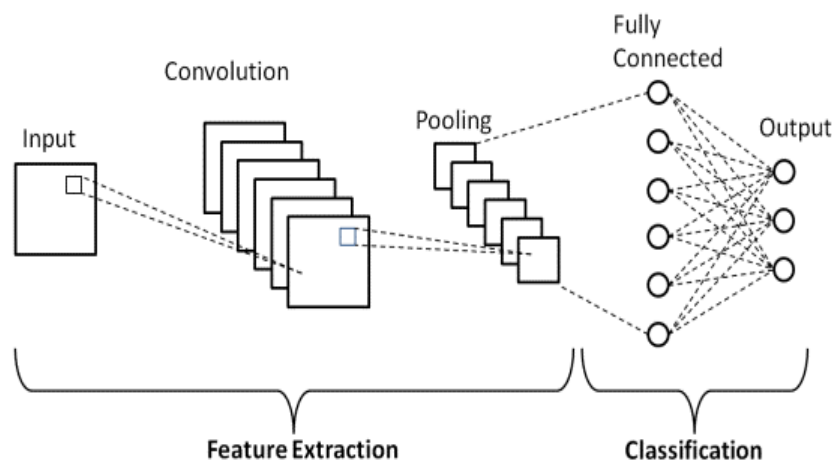 Input
Convolution
Pooling
Fully
Connected
Output
Feature Extraction
Classification